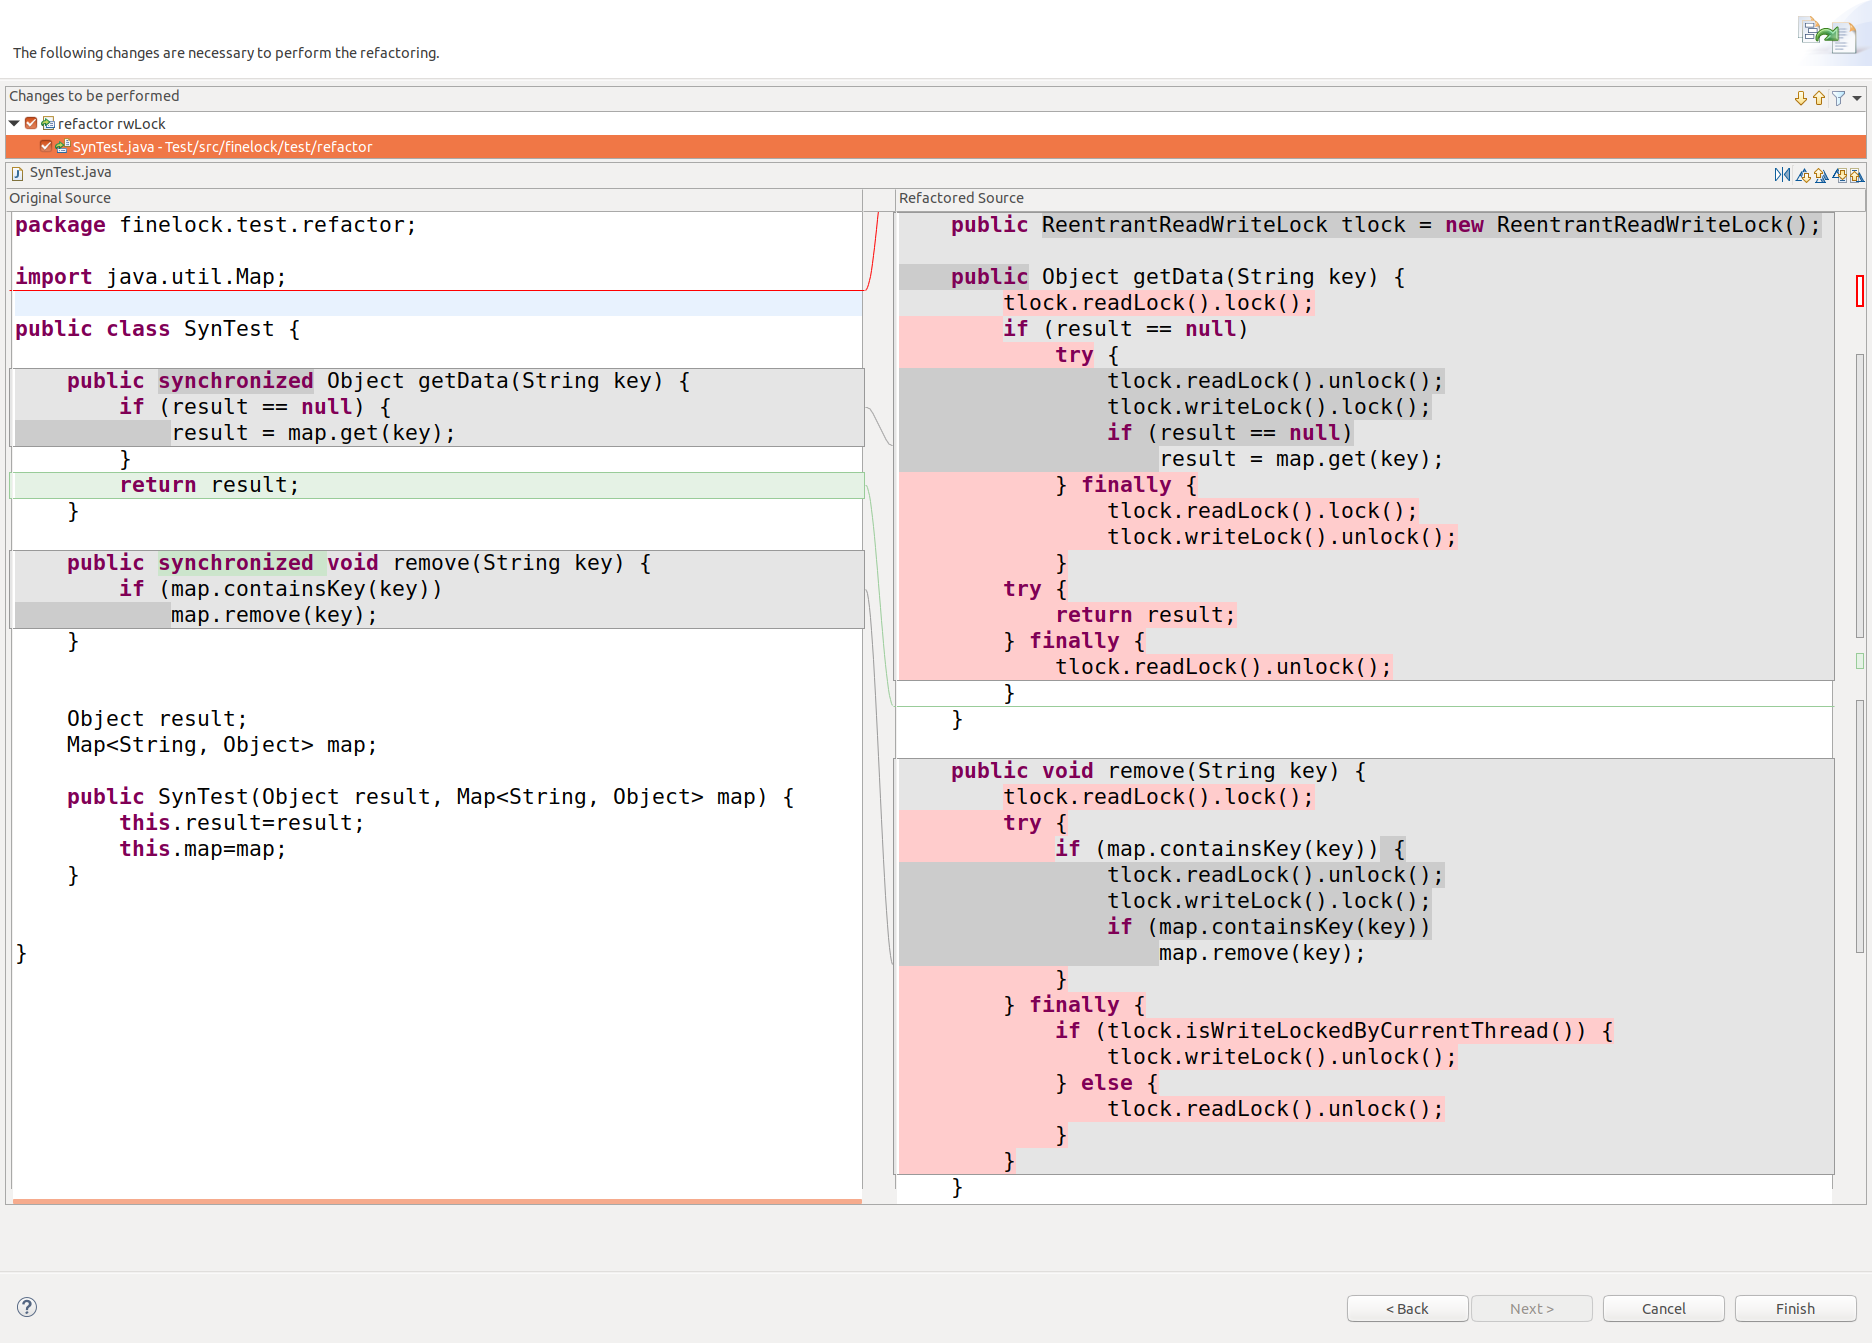 The following changes are necessary to perform the refactoring.
Changes to be performed
refactor rwLock
SynTest.java - Test/src/finelock/test/refactor
SynTest.java
Original Source
package finelock.test.refactor;
import java.util.Map;
public class SynTest {
public synchronized Object getData(String key) {
if (result == null) {
result = map.get(key);
}
return result;
}
public synchronized void remove(String key) {
if (map.containsKey(key))
map.remove(key);
}
Object result;
Map<String, Object> map;
public SynTest(Object result, Map<String, Object> map) {
this.result=result;
this.map=map;
}
}
Refactored Source
public ReentrantReadWriteLock tlock = new ReentrantReadWriteLock();
public Object getData(String key) {
tlock.readLock().lock();
if (result == null)
try {
tlock.readLock().unlock();
tlock.writeLock().lock();
if (result == null)
result = map.get(key);
} finally {
tlock.readLock().lock();
tlock.writeLock().unlock();
}
try {
return result;
} finally {
tlock.readLock().unlock();
}
}
public void remove(String key) {
tlock.readLock().lock();
try {
if (map.containsKey(key)) {
tlock.readLock().unlock();
tlock.writeLock().lock();
if (map.containsKey(key))
map.remove(key);
}
} finally {
if (tlock.isWriteLockedByCurrentThread()) {
tlock.writeLock().unlock();
} else {
tlock.readLock().unlock();
}
}
}
< Back
Next >
Cancel
Finish